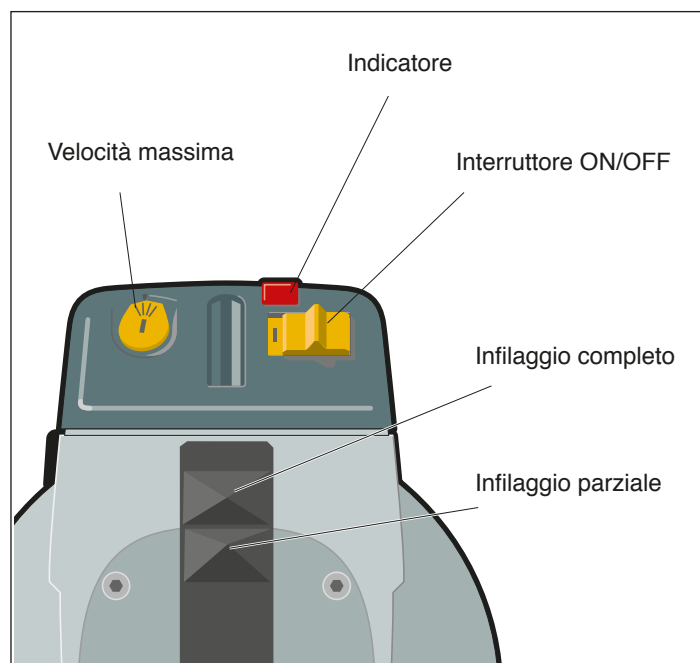 Indicatore
Velocità massima
Interruttore ON/OFF
Infilaggio completo
Infilaggio parziale